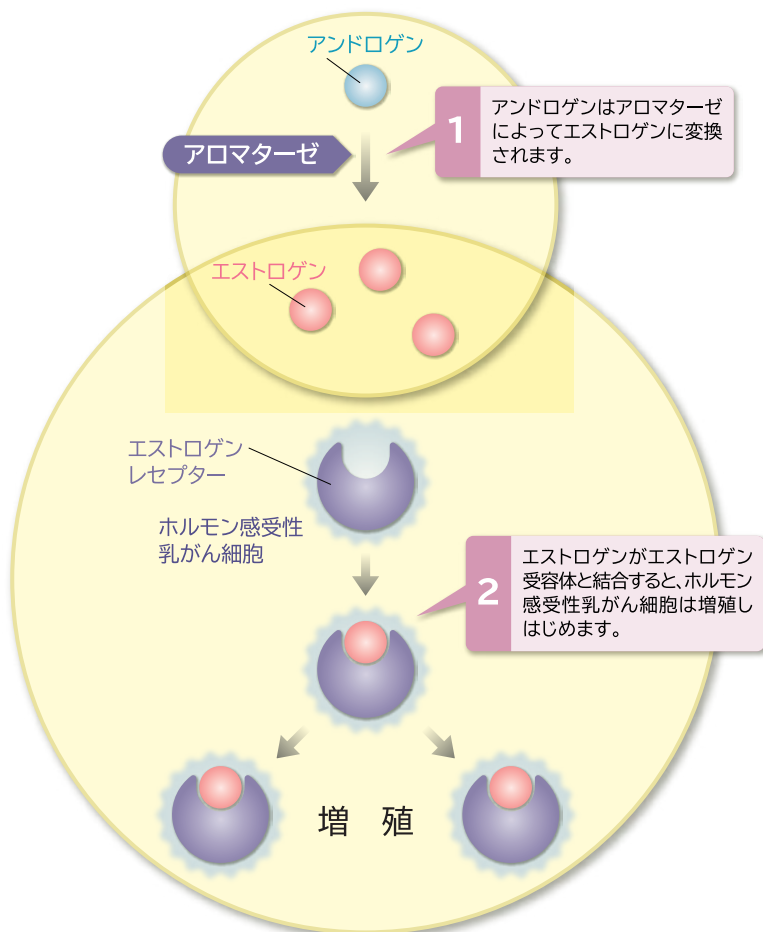 アンドロゲン
アロマターゼ
1
アンドロゲンはアロマターゼ
によってエストロゲンに変換
されます。
エストロゲン
エストロゲン
レセプター
ホルモン感受性
乳がん細胞
2
エストロゲンがエストロゲン
受容体と結合すると、ホルモン
感受性乳がん細胞は増殖し
はじめます。
増 殖